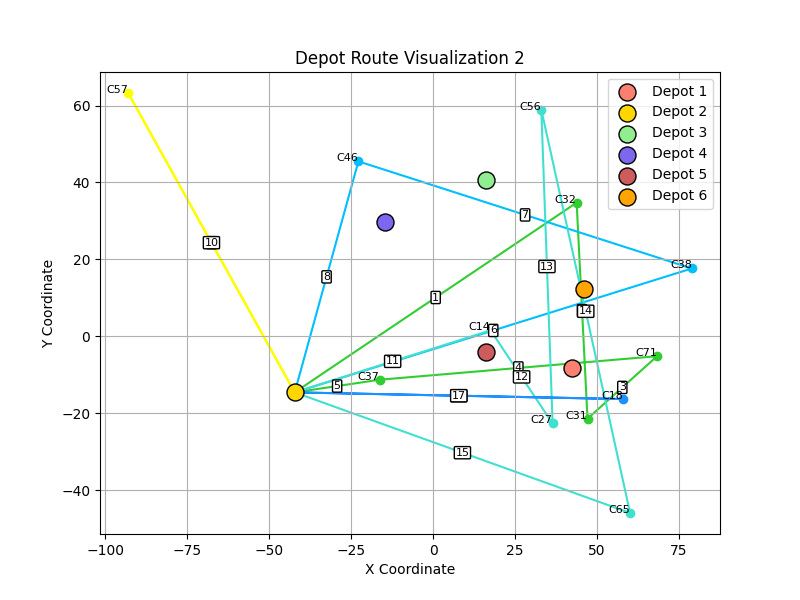 Depot Route Visualization 2
Depot 1
Depot 2
Depot 3
Depot 4
Depot 5
Depot 6
Y Coordinate
60
40
20
0
−20
−40
C57
C56
C46
C32
C38
C14
C71
C37
C18
C31
C27
C65
10
7
13
8
1
14
6
11
4
12
5
3
17
15
−100
−75
−50
−25
0
25
50
75
X Coordinate